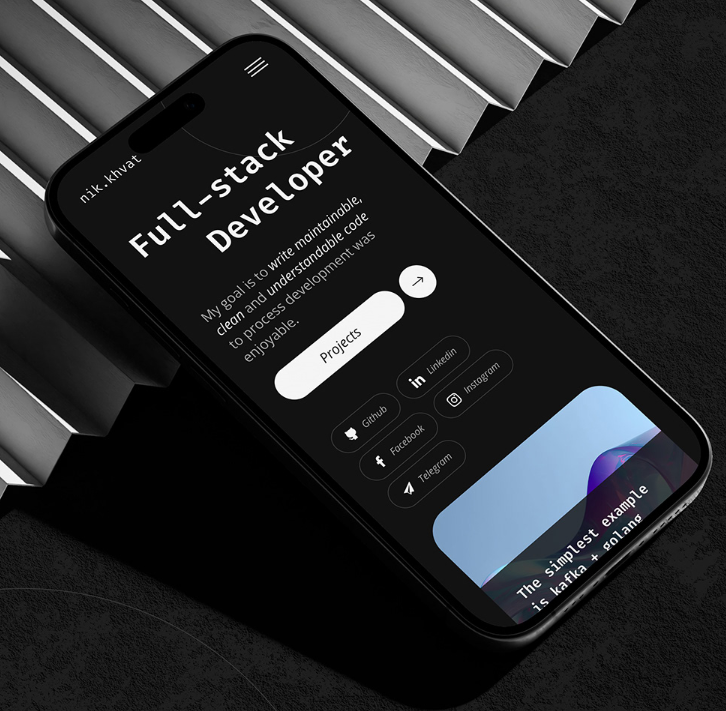 nik.khvat
Full-stack
Developer
My goal is to write maintainable,
clean and understandable code
to process development was
enjoyable.
Projects
Github
Linkedin
Facebook
Instagram
Telegram
The simplest example
is kafka + golang